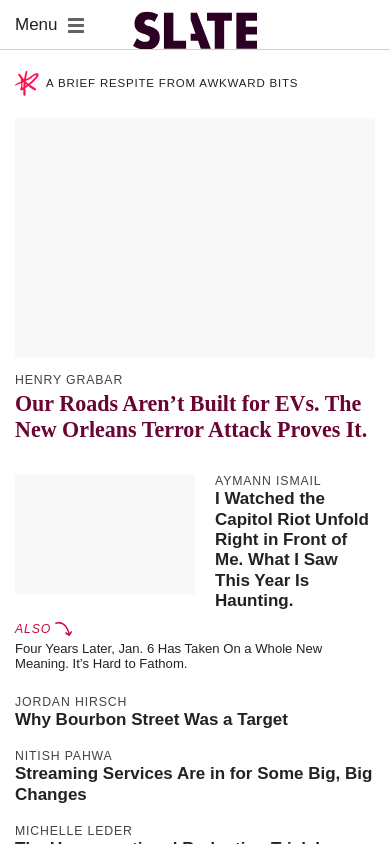 Menu
SLATE
A BRIEF RESPITE FROM AWKWARD BITS
HENRY GRABAR
Our Roads Aren’t Built for EVs. The
New Orleans Terror Attack Proves It.
AYMANN ISMAIL
I Watched the
Capitol Riot Unfold
Right in Front of
Me. What I Saw
This Year Is
Haunting.
ALSO
Four Years Later, Jan. 6 Has Taken On a Whole New
Meaning. It’s Hard to Fathom.
JORDAN HIRSCH
Why Bourbon Street Was a Target
NITISH PAHWA
Streaming Services Are in for Some Big, Big
Changes
MICHELLE LEDER